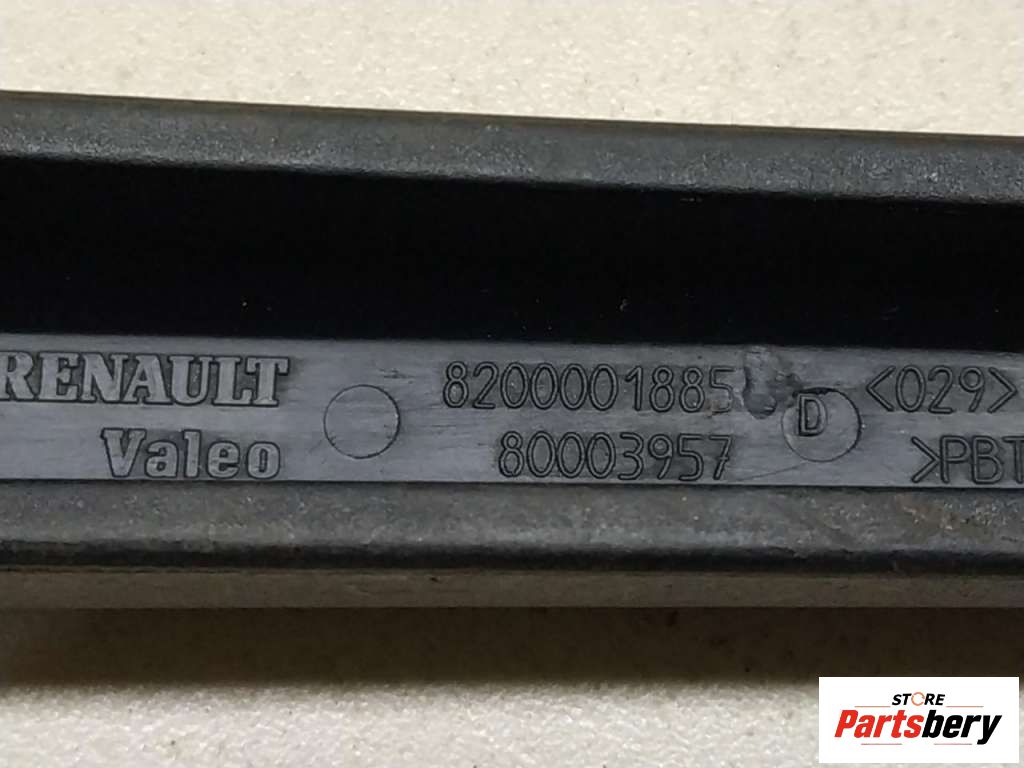 RENAULT 8200001885 <029>
Valeo 80003957 D >PBT
STORE
Partsbery